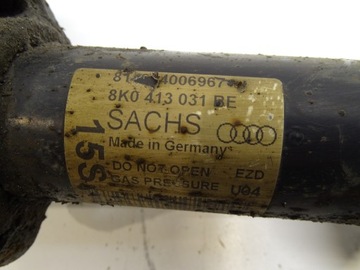 8K0 413 031 BE
SACHS
Made in Germany
DO NOT OPEN EZD
GAS PRESSURE U04